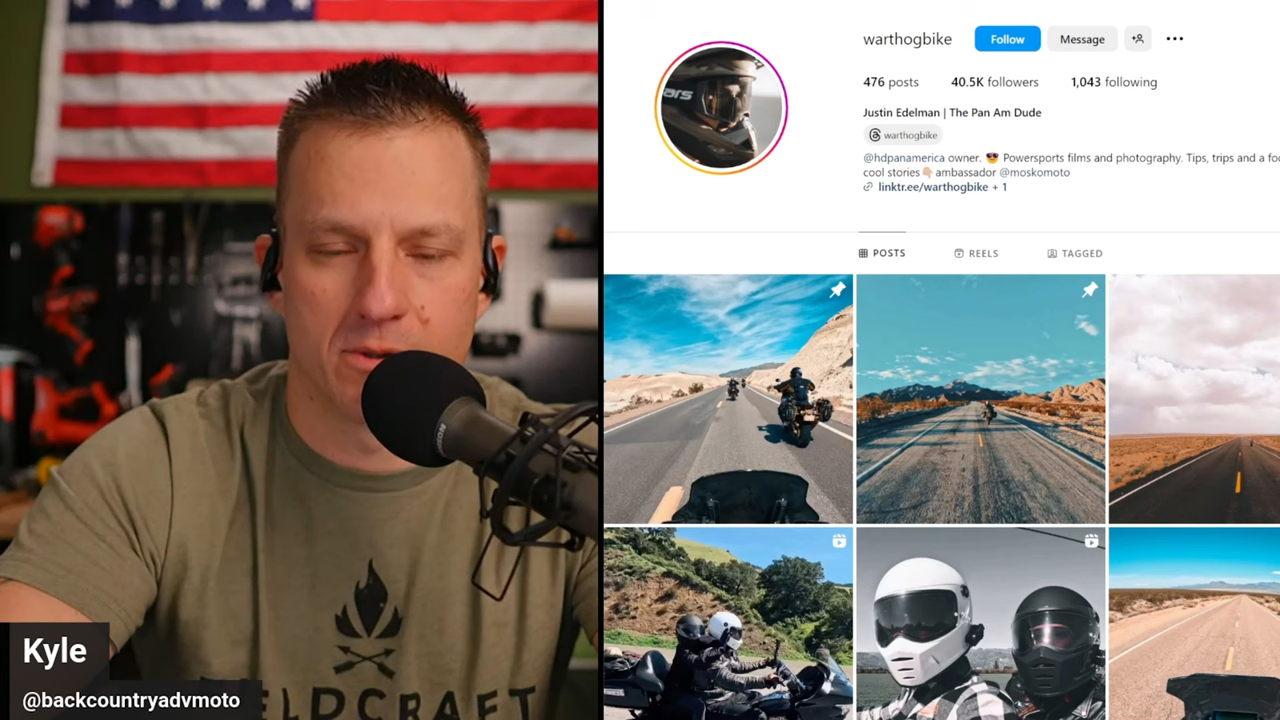 Kyle
@backcountryadvmoto
warthogbike
Follow
Message
476 posts
40.5K followers
1,043 following
Justin Edelman | The Pan Am Dude
warthogbike
@hdpanamerica owner. 😎 Powersports films and photography. Tips, trips and a
cool stories👇🏼ambassador @moskomoto
linktr.ee/warthogbike + 1
POSTS
REELS
TAGGED